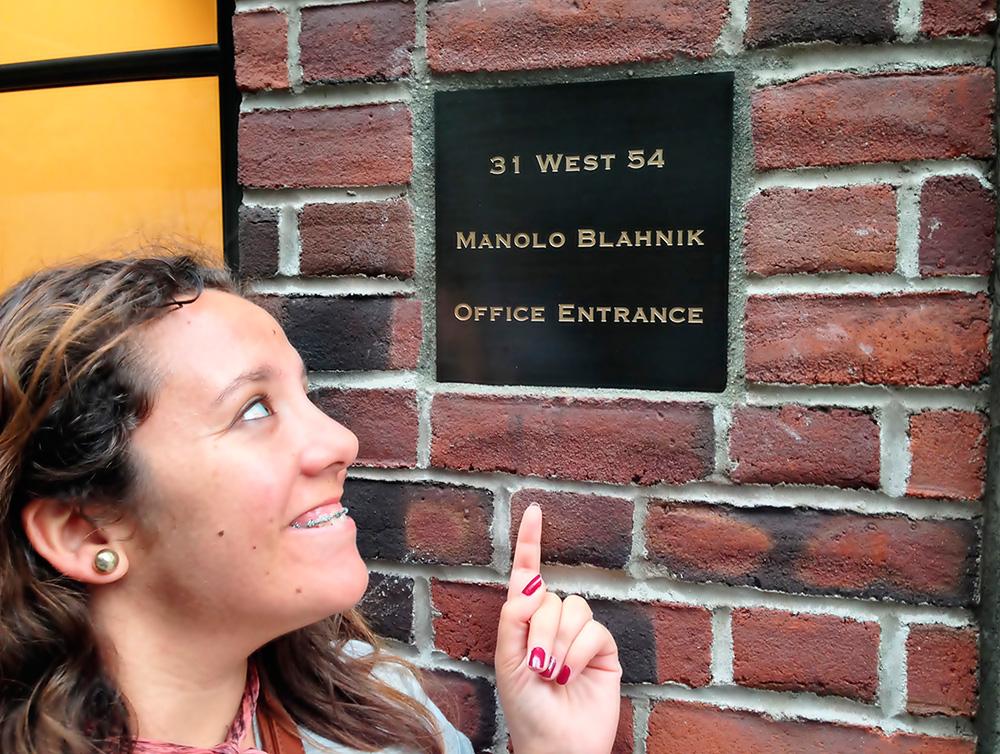 31 West 54
Manolo Blahnik
Office Entrance